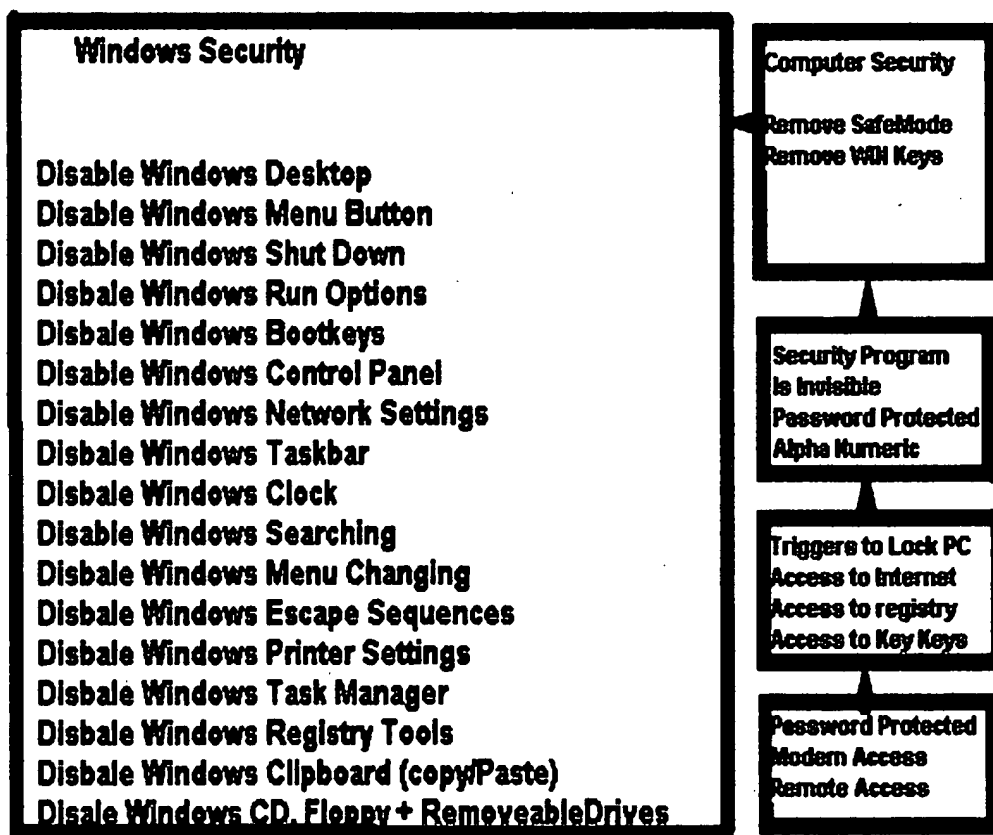 Windows Security
Disable Windows Desktop
Disable Windows Menu Button
Disable Windows Shut Down
Disbale Windows Run Options
Disbale Windows Bootkeys
Disable Windows Control Panel
Disable Windows Network Settings
Disbale Windows Taskbar
Disbale Windows Clock
Disable Windows Searching
Disbale Windows Menu Changing
Disbale Windows Escape Sequences
Disbale Windows Printer Settings
Disbale Windows Task Manager
Disbale Windows Registry Tools
Disbale Windows Clipboard (copy/Paste)
Disale Windows CD, Floppy + RemoveableDrives
Computer Security
Remove SafeMode
Remove WIN Keys
Security Program
Is Invisible
Password Protected
Alpha Numeric
Triggers to Lock PC
Access to Internet
Access to registry
Access to Key Keys
Password Protected
Modern Access
Remote Access